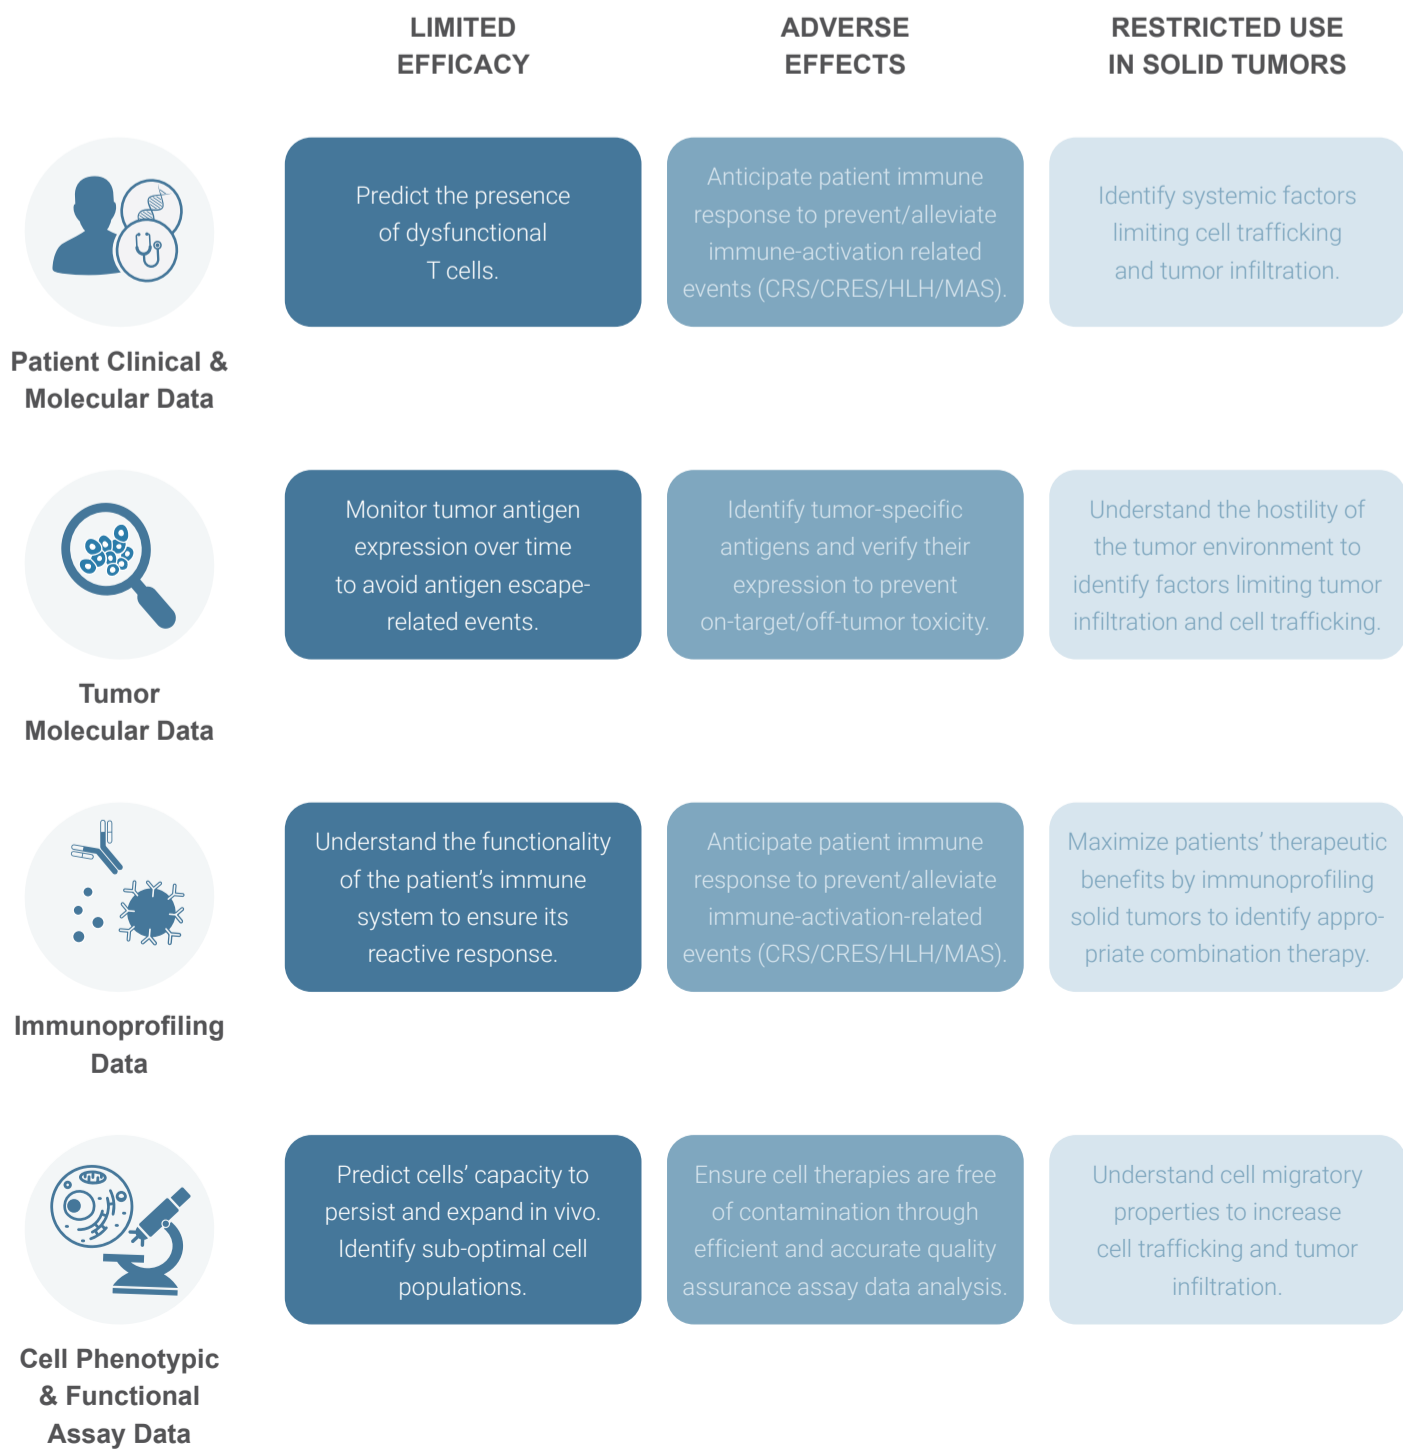 LIMITED
EFFICACY
ADVERSE
EFFECTS
RESTRICTED USE
IN SOLID TUMORS
Patient Clinical &
Molecular Data
Predict the presence
of dysfunctional
T cells.
Anticipate patient immune
response to prevent/alleviate
immune-activation related
events (CRS/CRES/HLH/MAS).
Identify systemic factors
limiting cell trafficking
and tumor infiltration.
Tumor
Molecular Data
Monitor tumor antigen
expression over time
to avoid antigen escape-
related events.
Identify tumor-specific
antigens and verify their
expression to prevent
on-target/off-tumor toxicity.
Understand the hostility of
the tumor environment to
identify factors limiting tumor
infiltration and cell trafficking.
Immunoprofiling
Data
Understand the functionality
of the patient’s immune
system to ensure its
reactive response.
Anticipate patient immune
response to prevent/alleviate
immune-activation-related
events (CRS/CRES/HLH/MAS).
Maximize patients’ therapeutic
benefits by immunoprofiling
solid tumors to identify appro-
priate combination therapy.
Cell Phenotypic
& Functional
Assay Data
Predict cells’ capacity to
persist and expand in vivo.
Identify sub-optimal cell
populations.
Ensure cell therapies are free
of contamination through
efficient and accurate quality
assurance assay data analysis.
Understand cell migratory
properties to increase
cell trafficking and tumor
infiltration.